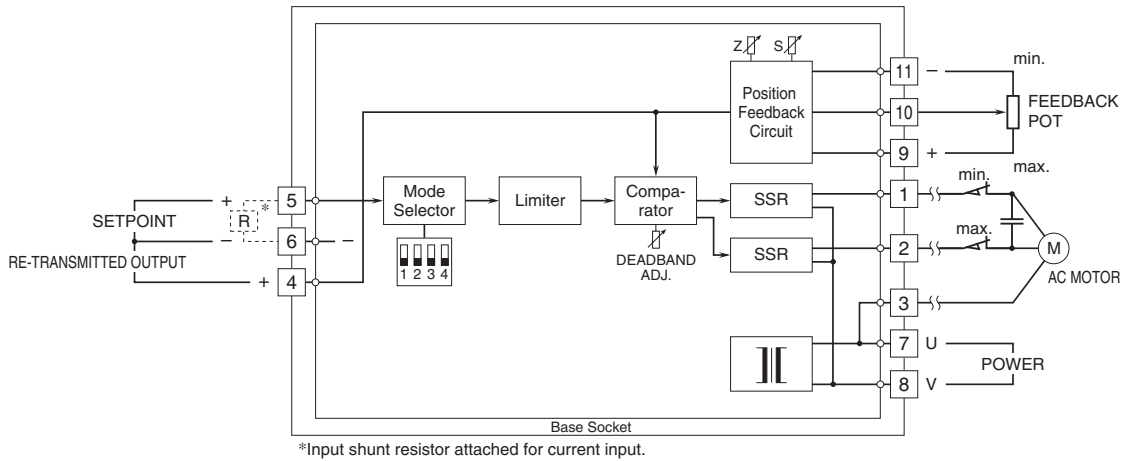 Z S
min.
11 −
Position
Feedback
Circuit
10
FEEDBACK
POT
9 +
max.
min.
1
Mode
Selector
Limiter
Compa-
rator
SSR
+
5
*
SETPOINT
R
− 6 −
max.
SSR
2
M
AC MOTOR
DEADBAND
ADJ.
1 2 3 4
RE-TRANSMITTED OUTPUT
+ 4
3
7 U
POWER
8 V
Base Socket
*Input shunt resistor attached for current input.